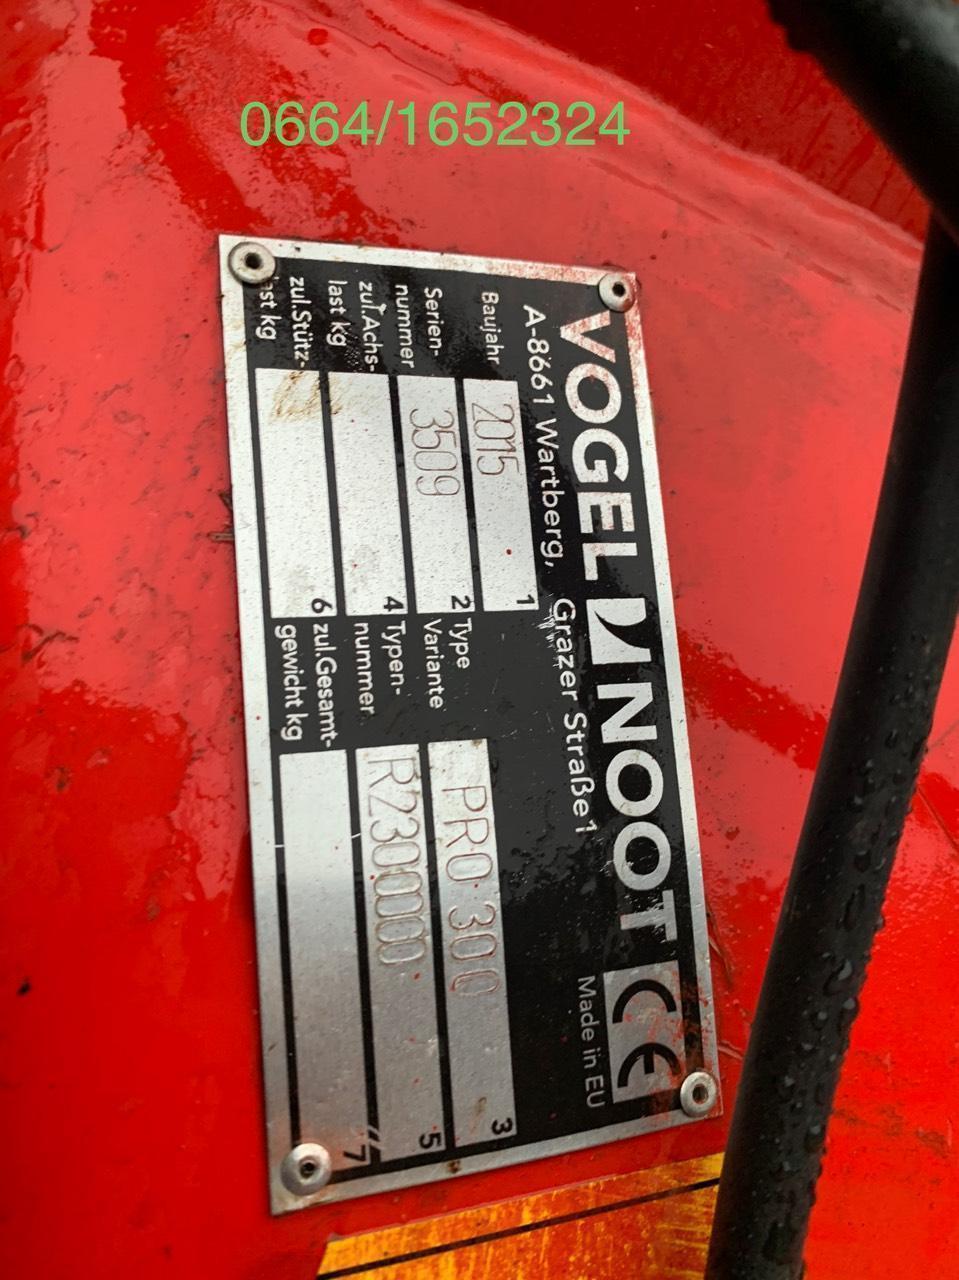 0664/1652324
VOGEL NOOT CE
A-8661 Wartberg, Grazer Straße 1 Made in EU
Baujahr 2015 1
Serien-
nummer 3509 2
Type
Variante PRO 300 3
zul.Achs-
last kg 4
Typen-
nummer R2300000 5
zul.Stütz-
last kg 6
zul.Gesamt-
gewicht kg 7